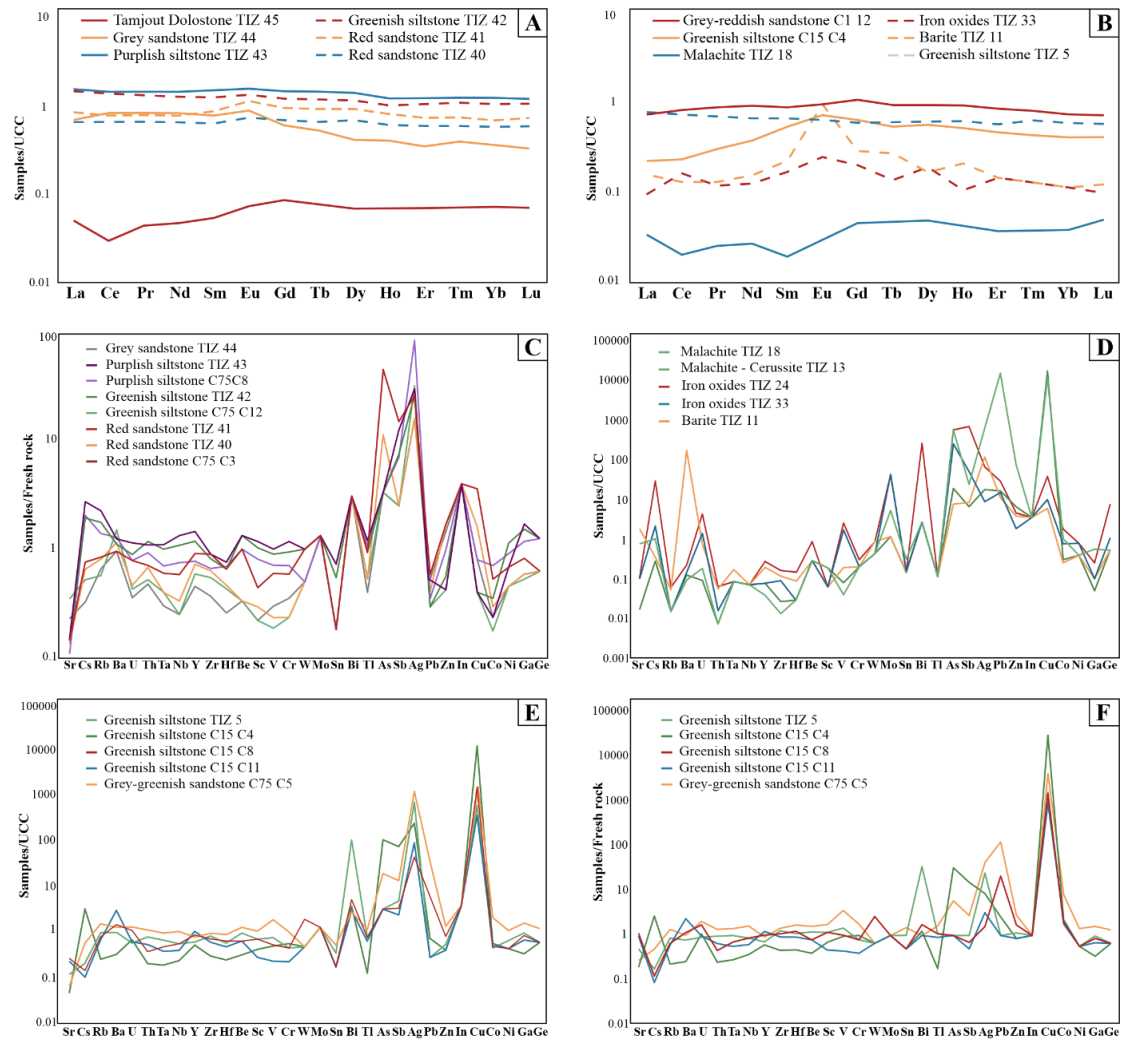 A
Tamjout Dolostone TIZ 45
Grey sandstone TIZ 44
Purplish siltstone TIZ 43
Greenish siltstone TIZ 42
Red sandstone TIZ 41
Red sandstone TIZ 40
Samples/UCC
10
1
0.1
0.01
La Ce Pr Nd Sm Eu Gd Tb Dy Ho Er Tm Yb Lu
B
Grey-reddish sandstone C1 12
Greenish siltstone C15 C4
Malachite TIZ 18
Iron oxides TIZ 33
Barite TIZ 11
Greenish siltstone TIZ 5
Samples/UCC
10
1
0.1
0.01
La Ce Pr Nd Sm Eu Gd Tb Dy Ho Er Tm Yb Lu
C
Grey sandstone TIZ 44
Purplish siltstone TIZ 43
Purplish siltstone C75C8
Greenish siltstone TIZ 42
Greenish siltstone C75 C12
Red sandstone TIZ 41
Red sandstone TIZ 40
Red sandstone C75 C3
Samples/Fresh rock
100
10
1
0.1
Sr Cs Rb Ba U Th Ta Nb Y Zr Hf Be Sc V Cr W Mo Sn Bi Tl As Sb Ag Pb Zn In Cu Co Ni Ga Ge
D
Malachite TIZ 18
Malachite - Cerussite TIZ 13
Iron oxides TIZ 24
Iron oxides TIZ 33
Barite TIZ 11
Samples/UCC
100000
10000
1000
100
10
1
0.1
0.01
0.001
Sr Cs Rb Ba U Th Ta Nb Y Zr Hf Be Sc V Cr W Mo Sn Bi Tl As Sb Ag Pb Zn In Cu Co Ni Ga Ge
E
Greenish siltstone TIZ 5
Greenish siltstone C15 C4
Greenish siltstone C15 C8
Greenish siltstone C15 C11
Grey-greenish sandstone C75 C5
Samples/UCC
100000
10000
1000
100
10
1
0.1
0.01
Sr Cs Rb Ba U Th Ta Nb Y Zr Hf Be Sc V Cr W Mo Sn Bi Tl As Sb Ag Pb Zn In Cu Co Ni Ga Ge
F
Greenish siltstone TIZ 5
Greenish siltstone C15 C4
Greenish siltstone C15 C8
Greenish siltstone C15 C11
Grey-greenish sandstone C75 C5
Samples/Fresh rock
100000
10000
1000
100
10
1
0.1
0.01
Sr Cs Rb Ba U Th Ta Nb Y Zr Hf Be Sc V Cr W Mo Sn Bi Tl As Sb Ag Pb Zn In Cu Co Ni Ga Ge